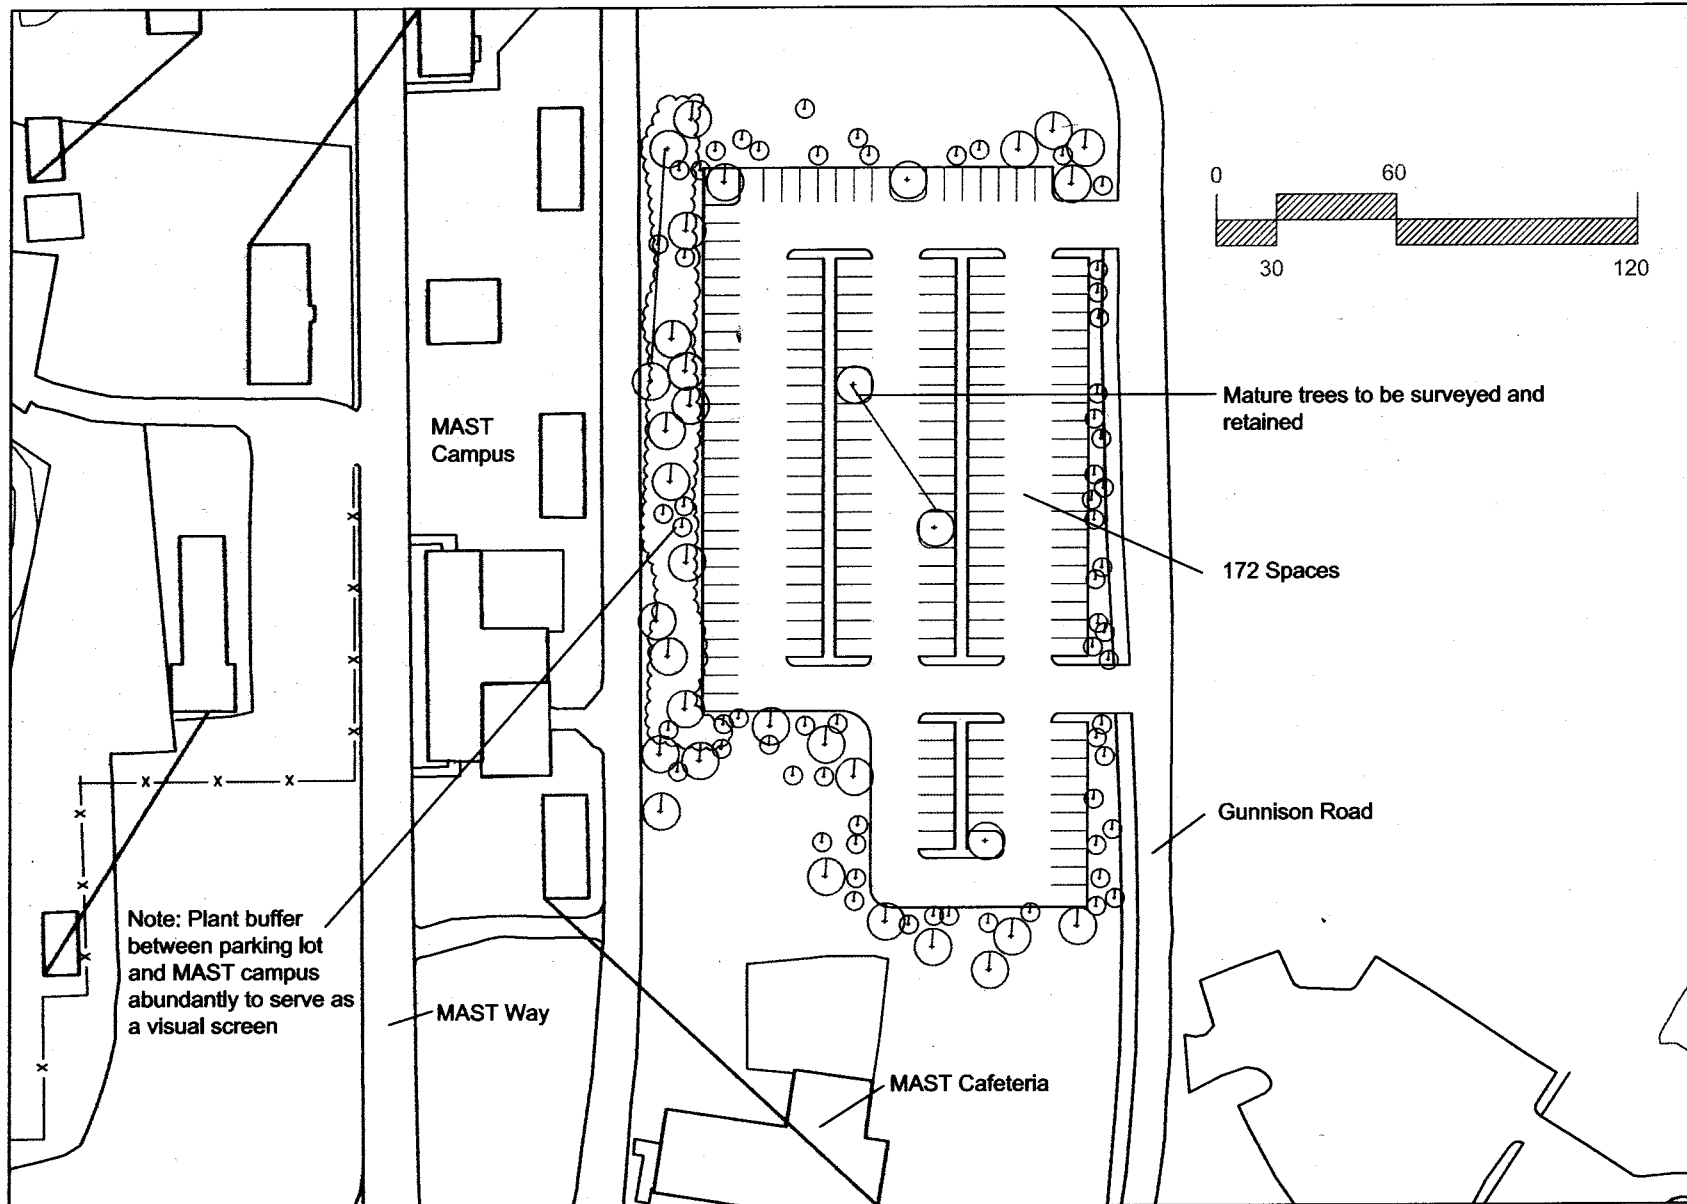 0
60
30
120
Mature trees to be surveyed and
retained
MAST
Campus
172 Spaces
Gunnison Road
Note: Plant buffer
between parking lot
and MAST campus
abundantly to serve as
a visual screen
MAST Way
MAST Cafeteria